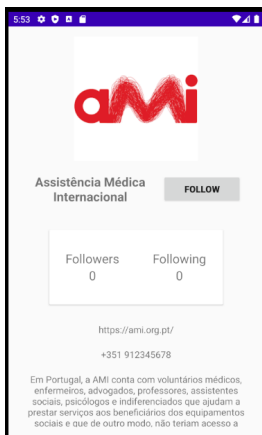 5:53
aMi
Assistência Médica
Internacional
FOLLOW
Followers
Following
0
0
https://ami.org.pt/
+351 912345678
Em Portugal, a AMI conta com voluntários médicos,
enfermeiros, advogados, professores, assistentes
sociais, psicólogos e indiferenciados que ajudam a
prestar serviços aos beneficiários dos equipamentos
sociais e que de outro modo, não teriam acesso a